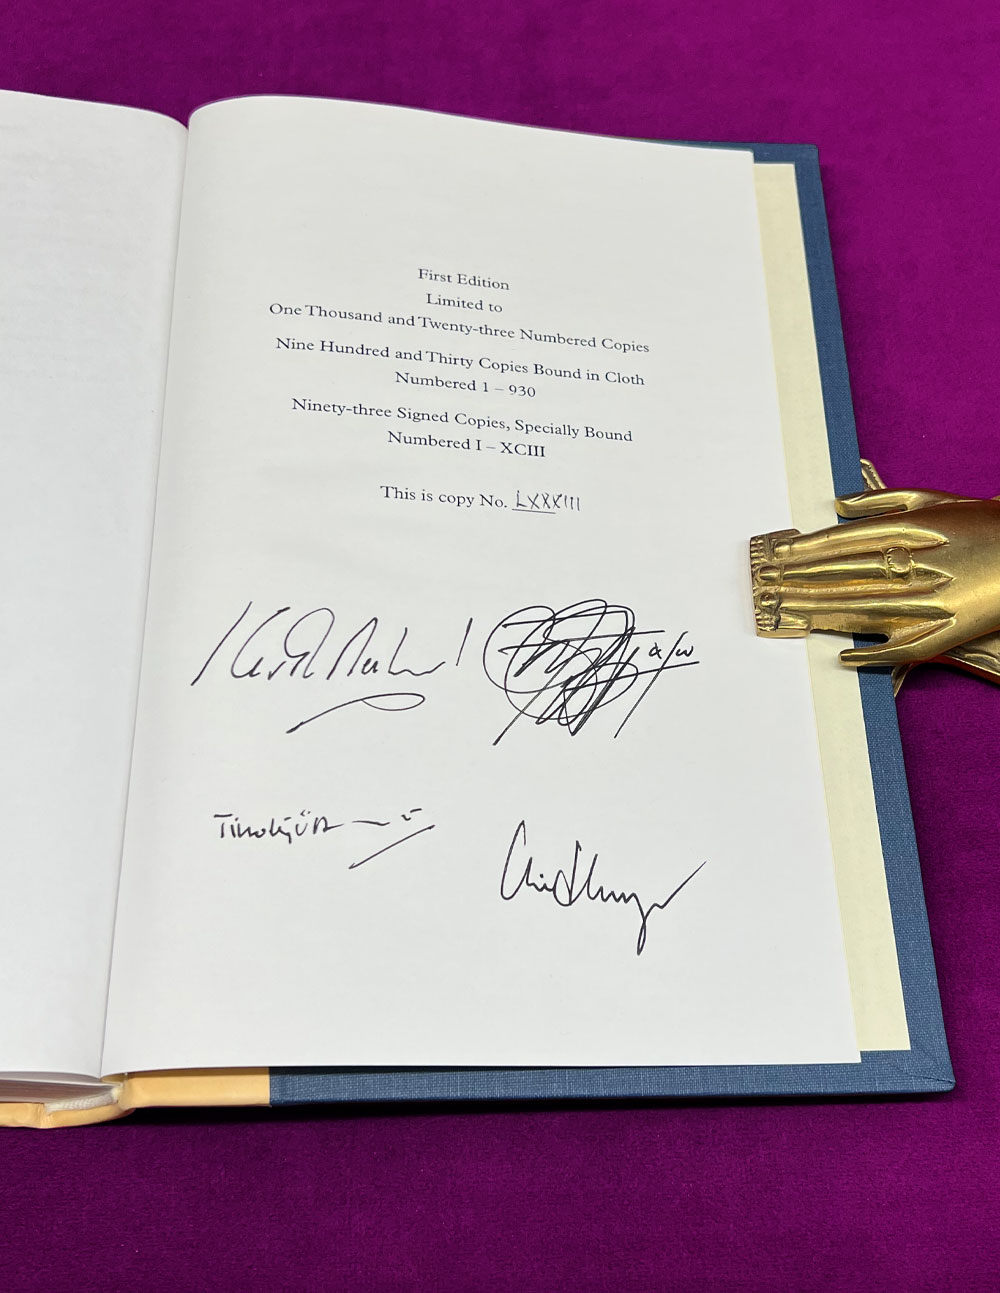 First Edition
Limited to
One Thousand and Twenty-three Numbered Copies
Nine Hundred and Thirty Copies Bound in Cloth
Numbered 1 – 930
Ninety-three Signed Copies, Specially Bound
Numbered I – XCIII
This is copy No. LXXXIII